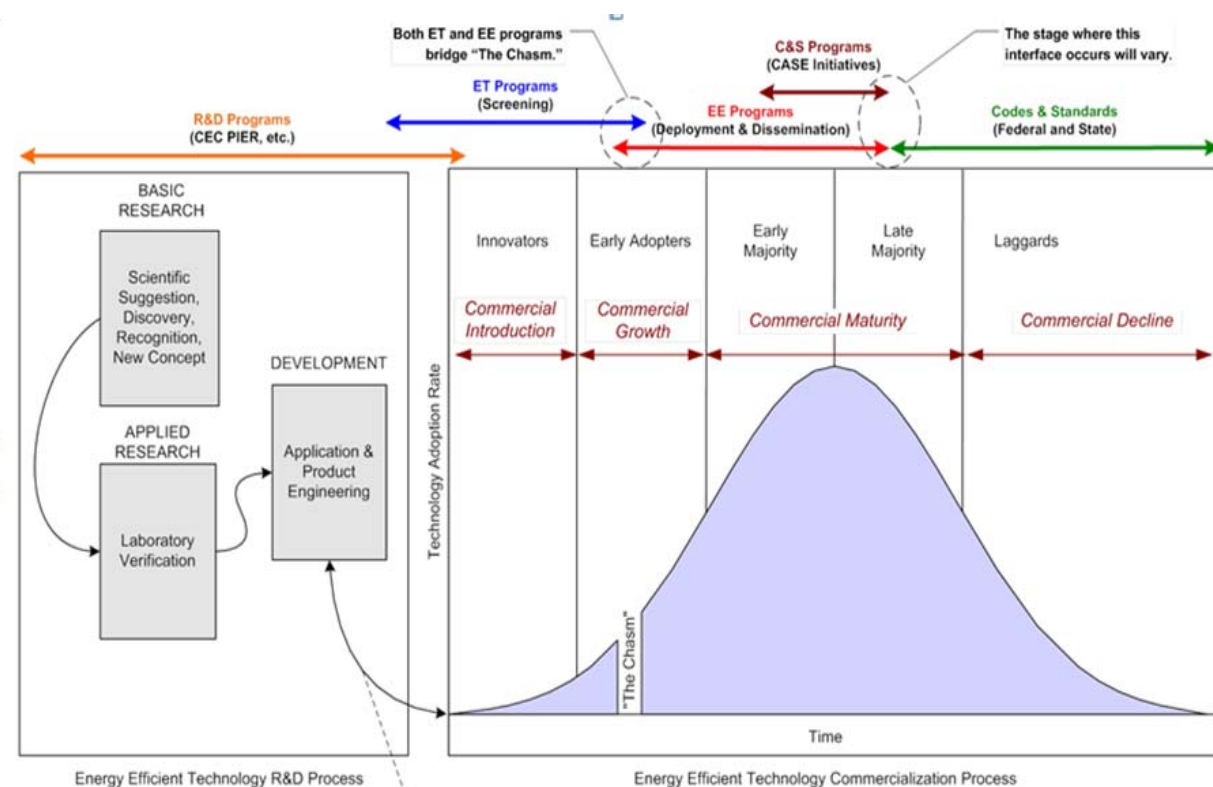 Both ET and EE programs
bridge “The Chasm.”
C&S Programs
(CASE Initiatives)
The stage where this
interface occurs will vary.
ET Programs
(Screening)
R&D Programs
(CEC PIER, etc.)
EE Programs
(Deployment & Dissemination)
Codes & Standards
(Federal and State)
BASIC
RESEARCH
Scientific
Suggestion,
Discovery,
Recognition,
New Concept
APPLIED
RESEARCH
Laboratory
Verification
DEVELOPMENT
Application &
Product
Engineering
Energy Efficient Technology R&D Process
Technology Adoption Rate
Innovators
Early Adopters
Early
Majority
Late
Majority
Laggards
Commercial
Introduction
Commercial
Growth
Commercial Maturity
Commercial Decline
"The Chasm"
Time
Energy Efficient Technology Commercialization Process